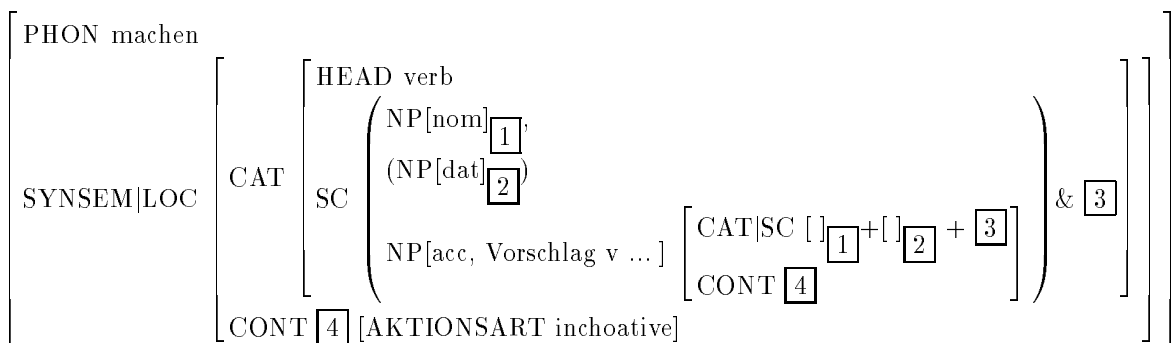 PHON machen
HEAD verb
NP[nom] 1,
(NP[dat] 2)
SYNSEM|LOC CAT SC & 3
NP[acc, Vorschlag v ... ] CAT|SC [ ] 1 +[ ] 2 + 3
CONT 4
CONT 4 [AKTIONSART inchoative]